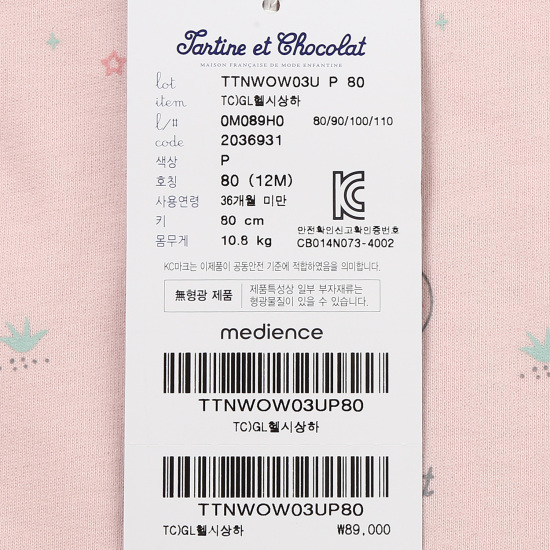 Tartine et Chocolat
MAISON FRANÇAISE DE MODE ENFANTINE
lot TTNWOW03U P 80
item TC)GL헬시상하
l/# 0M089H0 80/90/100/110
code 2036931
색상 P
호칭 80 (12M)
사용연령 36개월 미만
키 80 cm
몸무게 10.8 kg
안전확인신고확인증번호
CB014N073-4002
KC마크는 이제품이 공동안전 기준에 적합하였음을 의미합니다.
無형광 제품 제품특성상 일부 부자재류는
형광물질이 있을 수 있습니다.
medience
TTNWOW03UP80
TC)GL헬시상하
TTNWOW03UP80
TC)GL헬시상하 ₩89,000